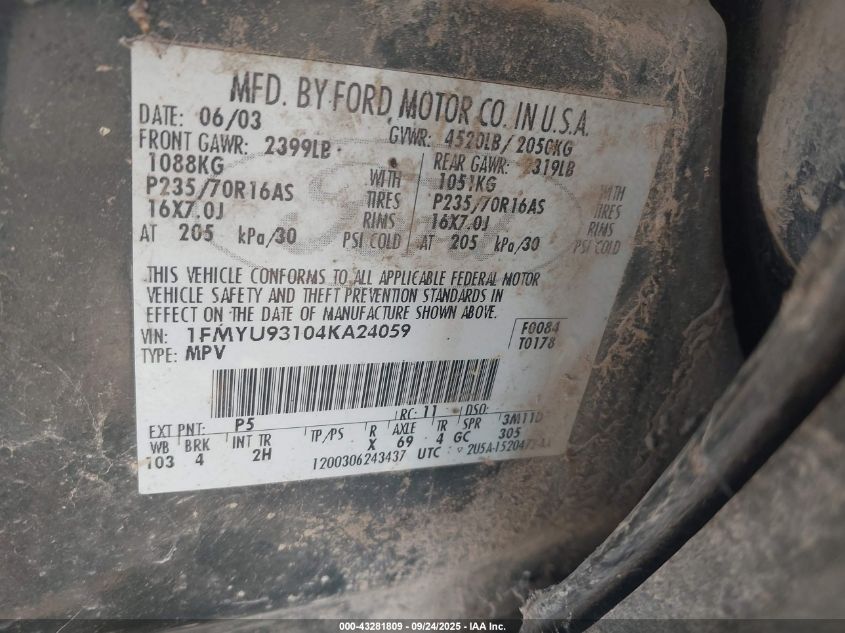 MFD. BY FORD MOTOR CO. IN U.S.A.
DATE: 06/03 GVWR: 4520LB / 2050KG
FRONT GAWR: 2399LB REAR GAWR: 2319LB
1088KG WITH 1051KG WITH
P235/70R16AS TIRES P235/70R16AS TIRES
16X7.0J RIMS 16X7.0J RIMS
AT 205 kPa/30 PSI COLD AT 205 kPa/30 PSI COLD
THIS VEHICLE CONFORMS TO ALL APPLICABLE FEDERAL MOTOR
VEHICLE SAFETY AND THEFT PREVENTION STANDARDS IN
EFFECT ON THE DATE OF MANUFACTURE SHOWN ABOVE.
VIN: 1FMYU93104KA24059 F0084
TYPE: MPV T0178
EXT PNT: P5 RC: 11 DSO: 3M11D
WB BRK INT TR TP/PS R AXLE TR SPR
103 4 2H X 69 4 GC 305
1200306243437 UTC:
000-43281809 - 09/24/2025 - IAA Inc.